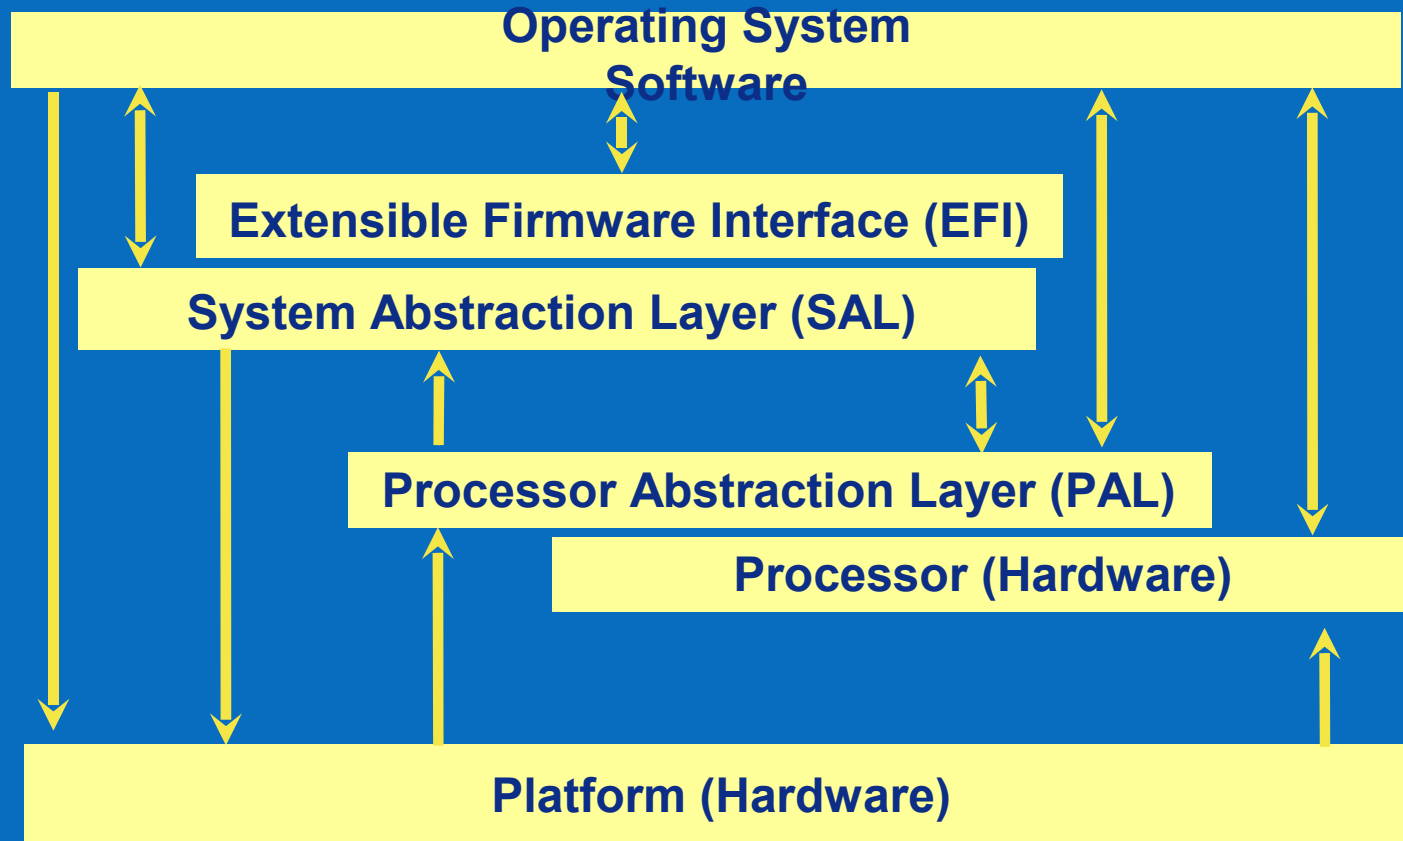 Operating System
Software
Extensible Firmware Interface (EFI)
System Abstraction Layer (SAL)
Processor Abstraction Layer (PAL)
Processor (Hardware)
Platform (Hardware)